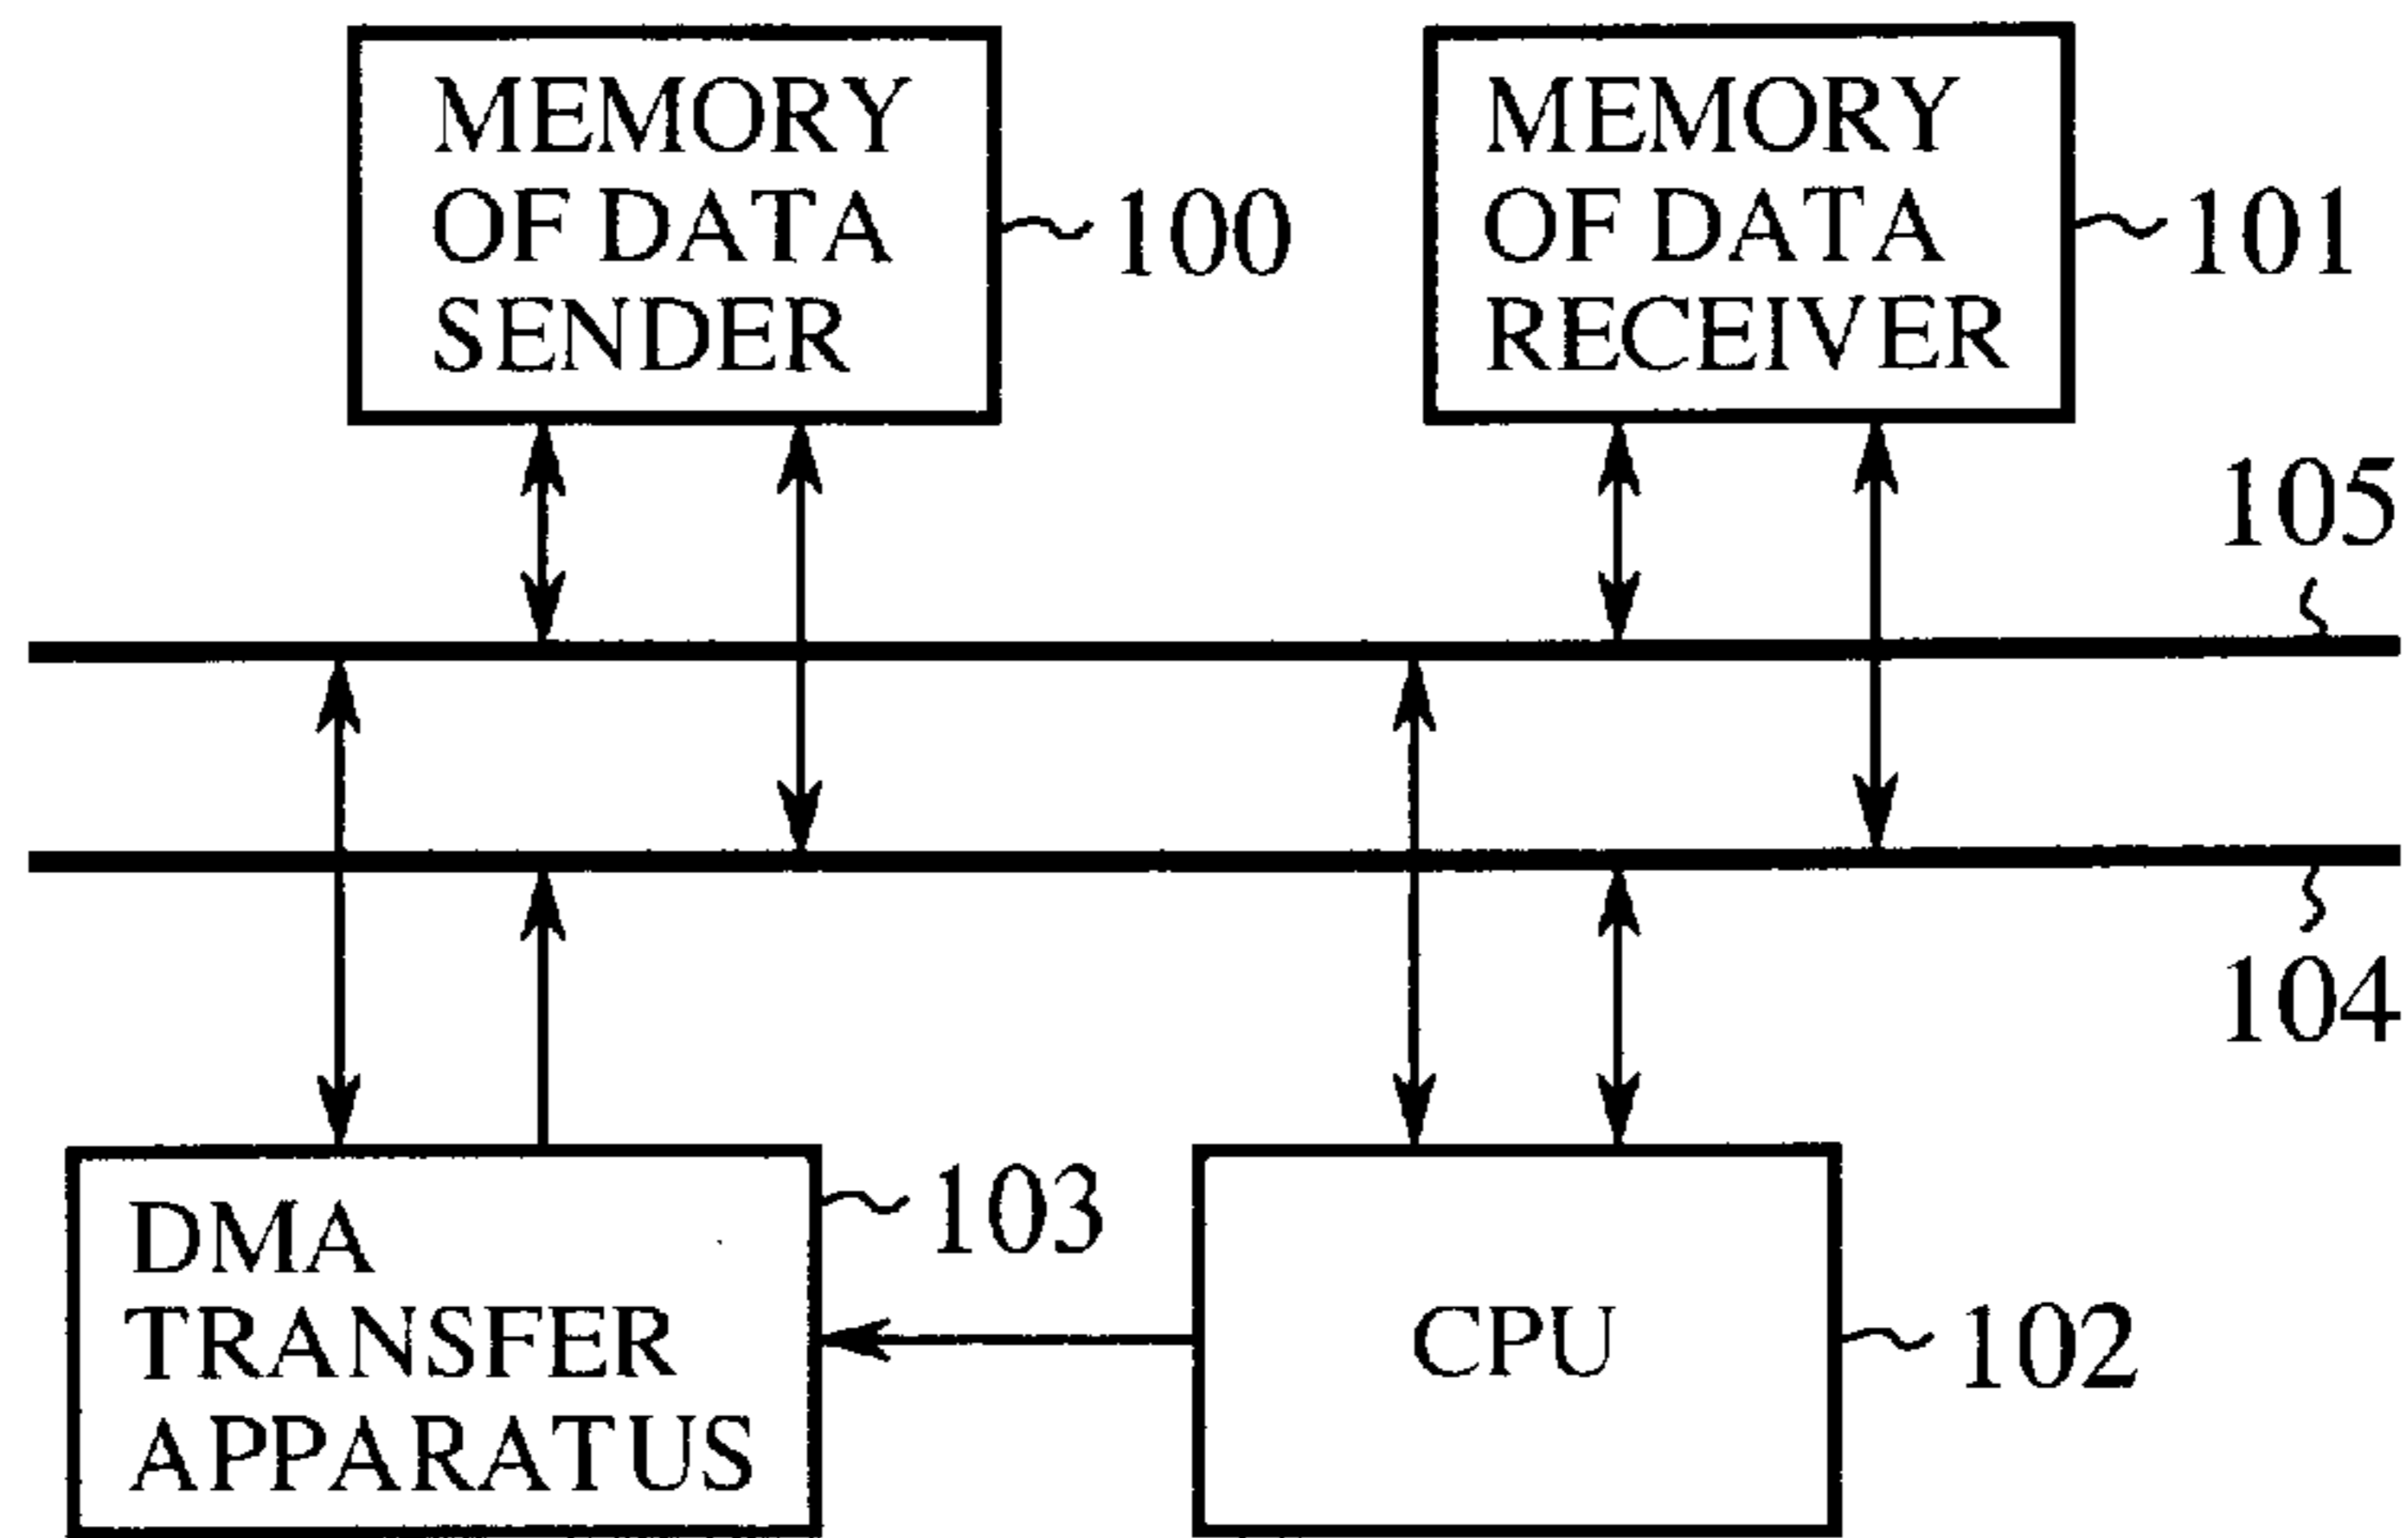 MEMORY
OF DATA
SENDER
100
MEMORY
OF DATA
RECEIVER
101
105
104
DMA
TRANSFER
APPARATUS
103
CPU
102